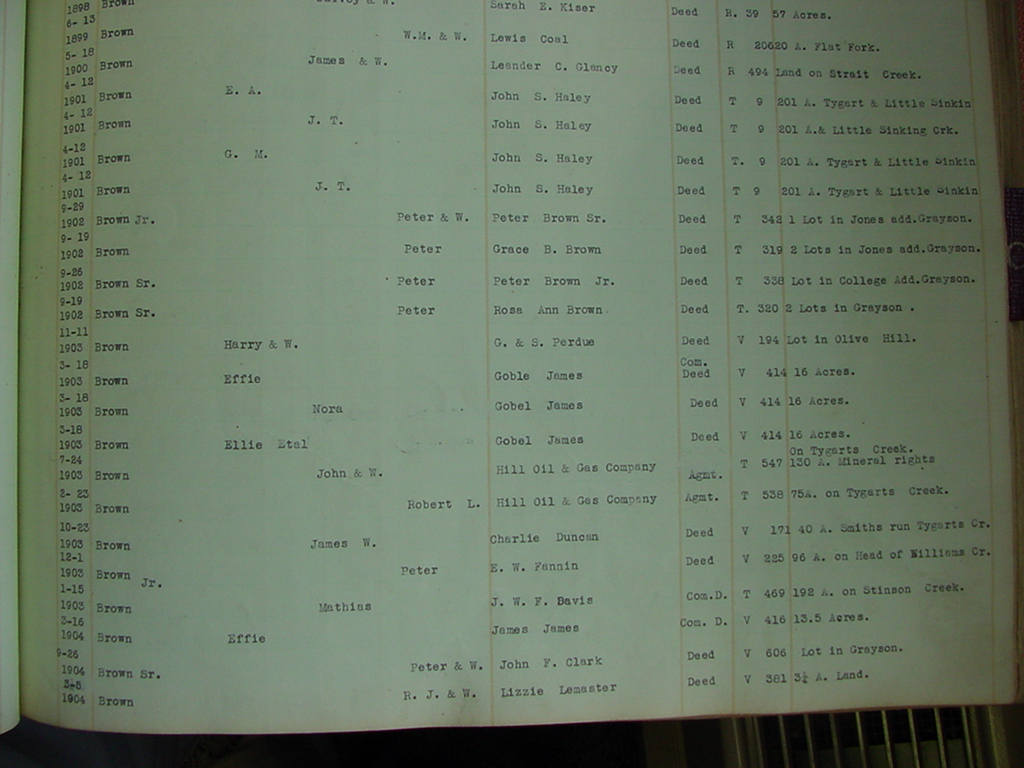 1898 Sarah E. Kiser Deed R. 39 57 Acres.
6- 13
1899 Brown W.M. & W. Lewis Coal Deed R 20620 A. Flat Fork.
5- 18
1900 Brown James & W. Leander C. Glancy Deed R 494 Land on Strait Creek.
4- 12
1901 Brown E. A. John S. Haley Deed T 9 201 A. Tygart & Little Sinkin
4- 12
1901 Brown J. T. John S. Haley Deed T 9 201 A.& Little Sinking Crk.
4-12
1901 Brown G. M. John S. Haley Deed T. 9 201 A. Tygart & Little Sinkin
4- 12
1901 Brown J. T. John S. Haley Deed T 9 201 A. Tygart & Little Sinkin
9-29
1902 Brown Jr. Peter & W. Peter Brown Sr. Deed T 342 1 Lot in Jones add.Grayson.
9- 19
1902 Brown Peter Grace B. Brown Deed T 319 2 Lots in Jones add.Grayson.
9-26
1902 Brown Sr. Peter Peter Brown Jr. Deed T 338 Lot in College Add.Grayson.
9-19
1902 Brown Sr. Peter Rosa Ann Brown Deed T. 320 2 Lots in Grayson .
11-11
1903 Brown Harry & W. G. & S. Perdue Deed V 194 Lot in Olive Hill.
3- 18 Com.
1903 Brown Effie Goble James Deed V 414 16 Acres.
3- 18
1903 Brown Nora Gobel James Deed V 414 16 Acres.
3-18
1903 Brown Ellie Etal Gobel James Deed V 414 16 Acres.
7-24 On Tygarts Creek.
1903 Brown John & W. Hill Oil & Gas Company Agmt. T 547 130 A. Mineral rights
2- 23
1903 Brown Robert L. Hill Oil & Gas Company Agmt. T 538 75A. on Tygarts Creek.
10-23
1903 Brown James W. Charlie Duncan Deed V 171 40 A. Smiths run Tygarts Cr.
12-1
1903 Brown Jr. Peter E. W. Fannin Deed V 225 96 A. on Head of Williams Cr.
1-15
1903 Brown Mathias J. W. F. Davis Com.D. T 469 192 A. on Stinson Creek.
3-16
1904 Brown Effie James James Com. D. V 416 13.5 Acres.
9-26
1904 Brown Sr. Peter & W. John F. Clark Deed V 606 Lot in Grayson.
3-5
1904 Brown R. J. & W. Lizzie Lemaster Deed V 381 3¼ A. Land.